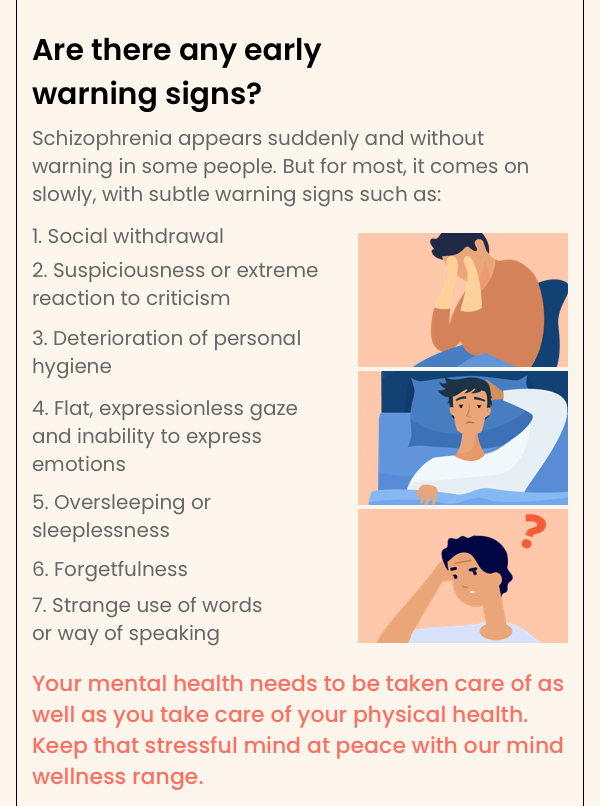 Are there any early
warning signs?
Schizophrenia appears suddenly and without
warning in some people. But for most, it comes on
slowly, with subtle warning signs such as:
1. Social withdrawal
2. Suspiciousness or extreme
reaction to criticism
3. Deterioration of personal
hygiene
4. Flat, expressionless gaze
and inability to express
emotions
5. Oversleeping or
sleeplessness
6. Forgetfulness
7. Strange use of words
or way of speaking
?
Your mental health needs to be taken care of as
well as you take care of your physical health.
Keep that stressful mind at peace with our mind
wellness range.